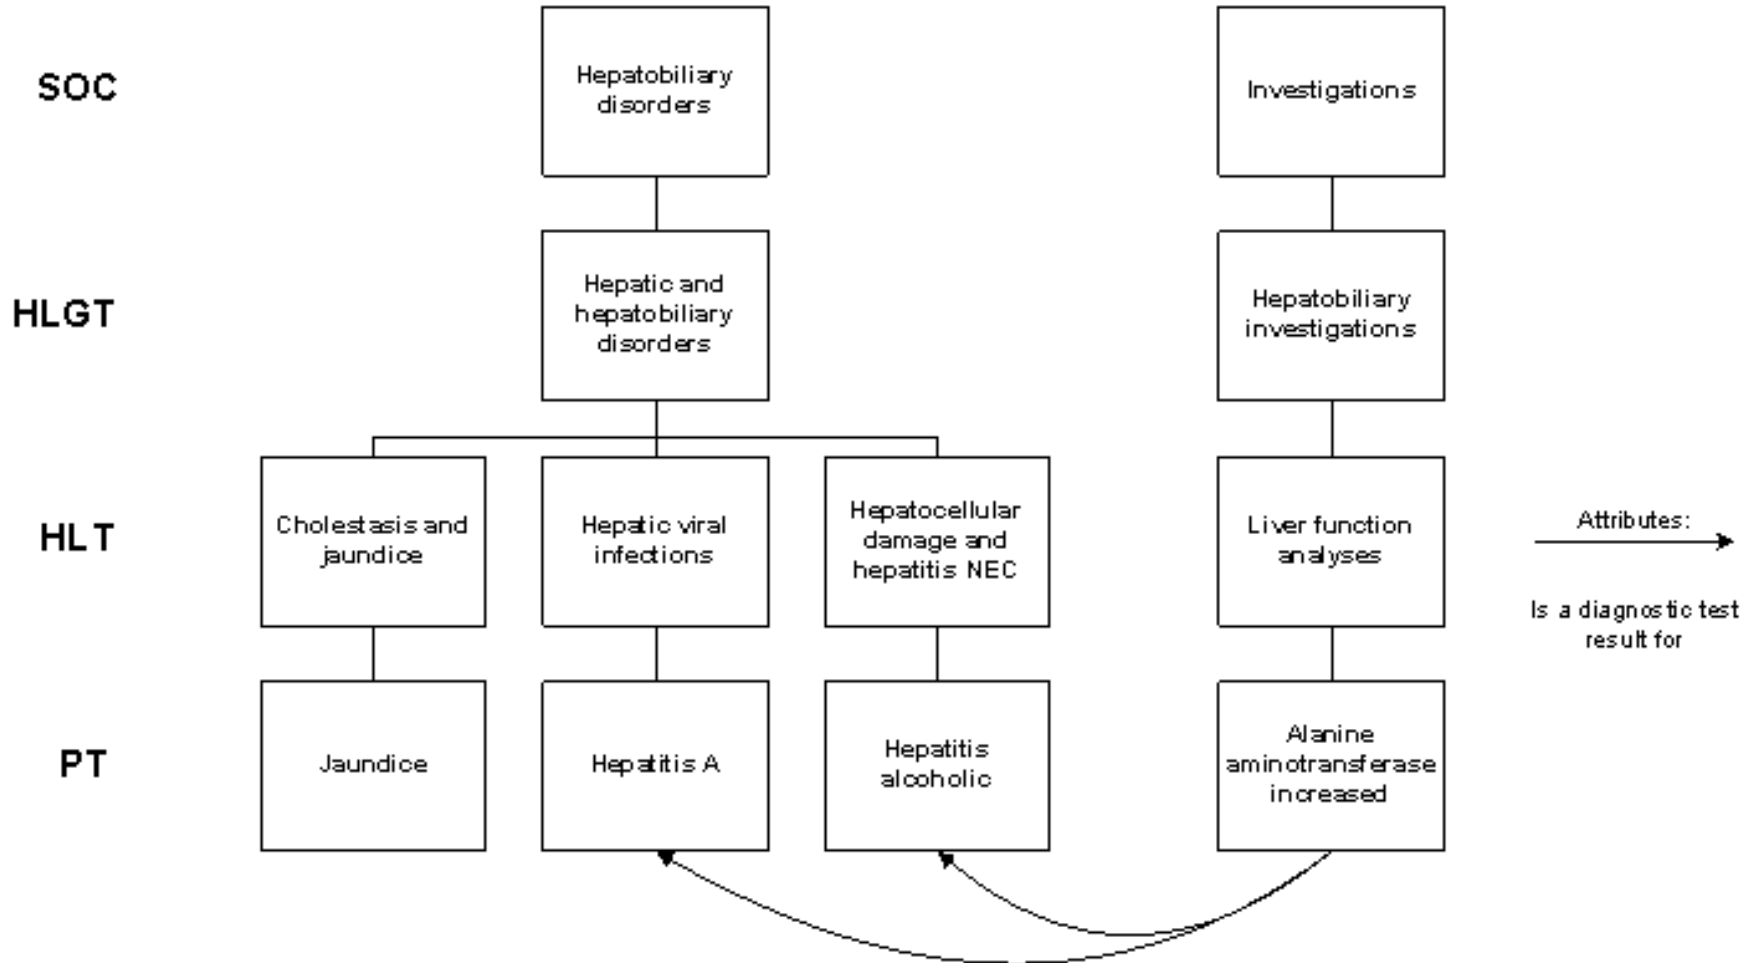 SOC
Hepatobiliary
disorders
Investigations
HLGT
Hepatic and
hepatobiliary
disorders
Hepatobiliary
investigations
HLT
Cholestasis and
jaundice
Hepatic viral
infections
Hepatocellular
damage and
hepatitis NEC
Liver function
analyses
Attributes:
Is a diagnostic test
result for
PT
Jaundice
Hepatitis A
Hepatitis
alcoholic
Alanine
aminotransferase
increased